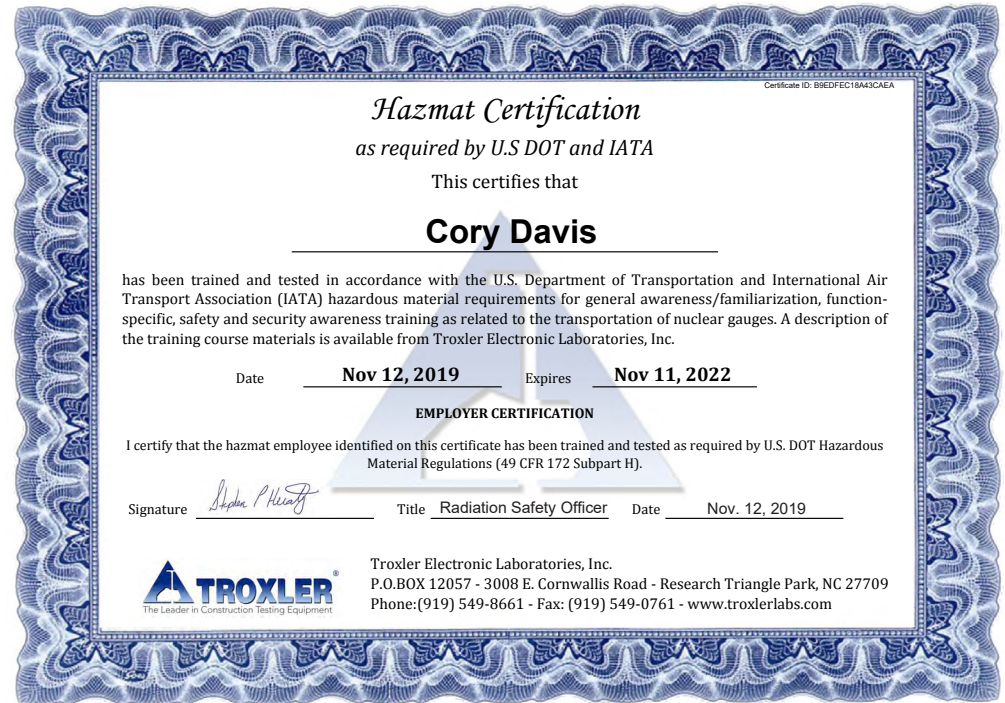 Certificate ID: B9EDFEC18A43CAEA
Hazmat Certification
as required by U.S DOT and IATA
This certifies that
Cory Davis
has been trained and tested in accordance with the U.S. Department of Transportation and International Air
Transport Association (IATA) hazardous material requirements for general awareness/familiarization, function-
specific, safety and security awareness training as related to the transportation of nuclear gauges. A description of
the training course materials is available from Troxler Electronic Laboratories, Inc.
Date Nov 12, 2019 Expires Nov 11, 2022
EMPLOYER CERTIFICATION
I certify that the hazmat employee identified on this certificate has been trained and tested as required by U.S. DOT Hazardous
Material Regulations (49 CFR 172 Subpart H).
Signature Stephen P Title Radiation Safety Officer Date Nov. 12, 2019
TROXLER®
The Leader in Construction Testing Equipment
Troxler Electronic Laboratories, Inc.
P.O.BOX 12057 - 3008 E. Cornwallis Road - Research Triangle Park, NC 27709
Phone:(919) 549-8661 - Fax: (919) 549-0761 - www.troxlerlabs.com